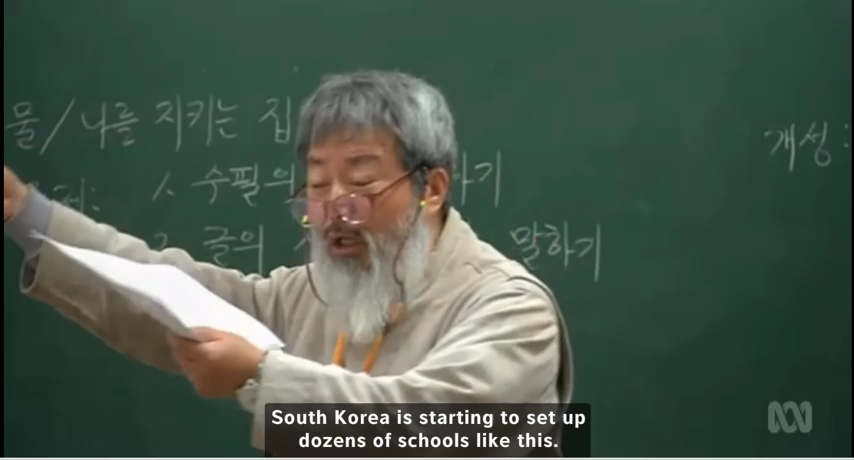 물/나를 지키는 집
개성:
1. 수필의 하기
2. 글의 말하기
South Korea is starting to set up
dozens of schools like this.